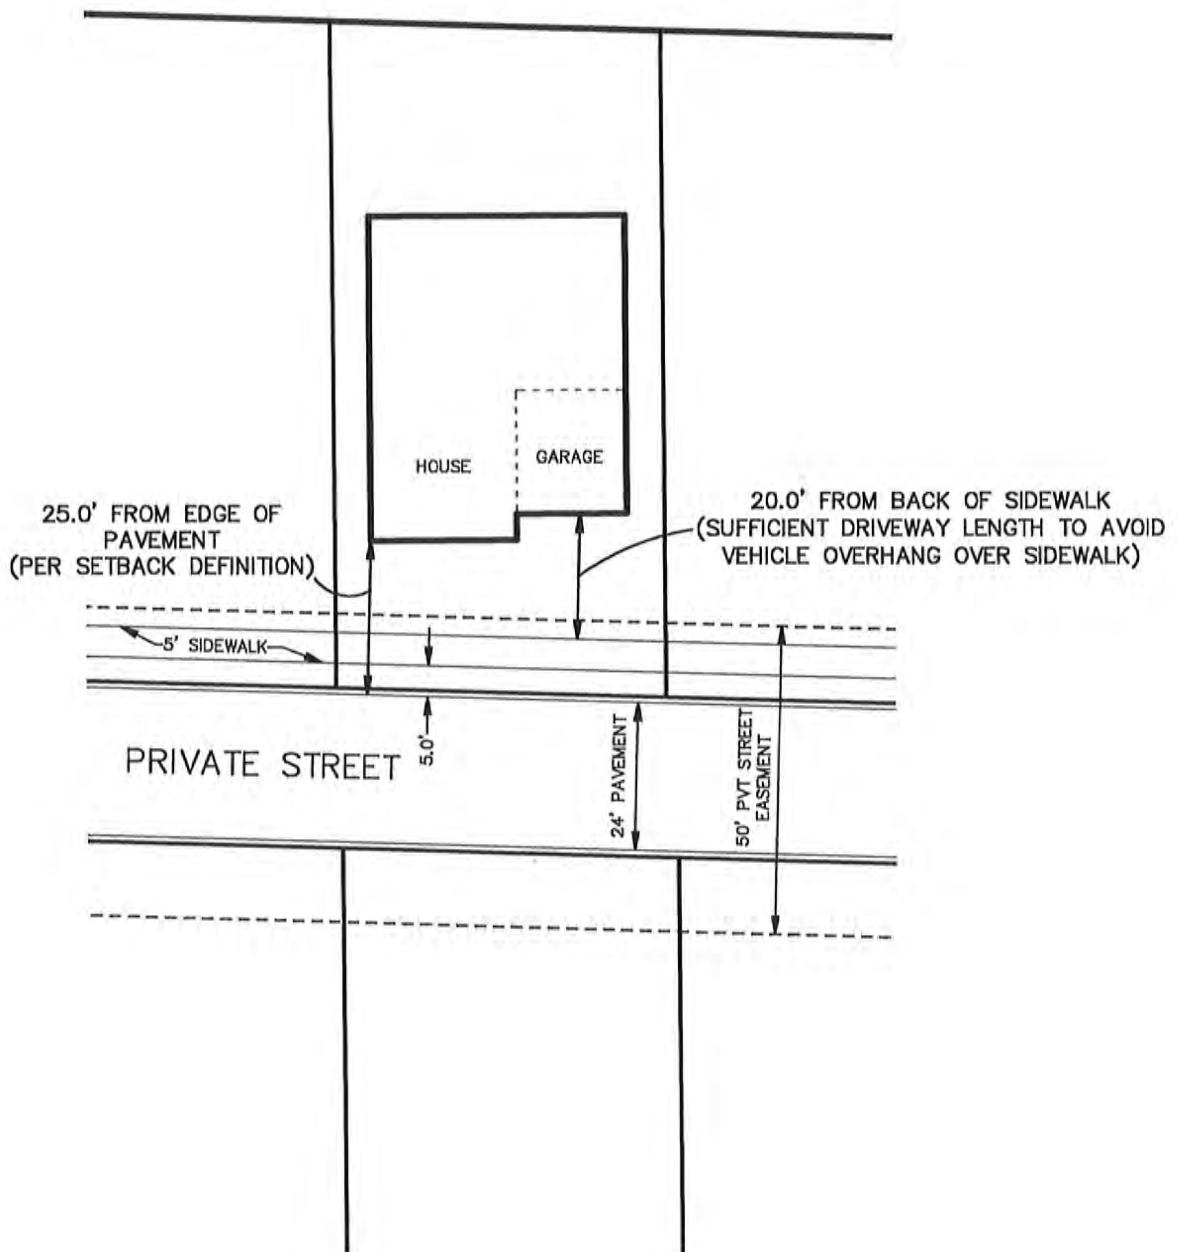 HOUSE
GARAGE
25.0' FROM EDGE OF
PAVEMENT
(PER SETBACK DEFINITION)
20.0' FROM BACK OF SIDEWALK
(SUFFICIENT DRIVEWAY LENGTH TO AVOID
VEHICLE OVERHANG OVER SIDEWALK)
5' SIDEWALK
PRIVATE STREET
5.0'
24' PAVEMENT
50' PVT STREET
EASEMENT